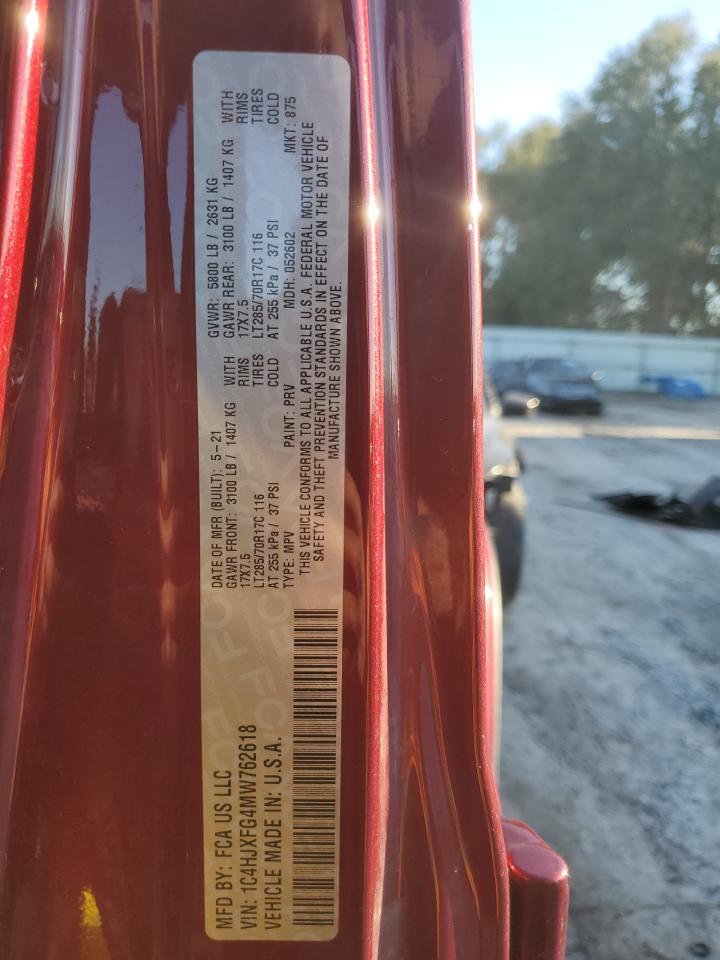 MFD BY: FCA US LLC
VIN: 1C4HJXFG4MW762618
VEHICLE MADE IN: U.S.A.
DATE OF MFR (BUILT): 5-21 GVWR: 5800 LB / 2631 KG
GAWR FRONT: 3100 LB / 1407 KG WITH GAWR REAR: 3100 LB / 1407 KG WITH
17X7.5 RIMS 17X7.5 RIMS
LT285/70R17C 116 TIRES LT285/70R17C 116 TIRES
AT 255 kPa / 37 PSI COLD AT 255 kPa / 37 PSI COLD
TYPE: MPV PAINT: PRV MDH: 052602 MKT: 875
THIS VEHICLE CONFORMS TO ALL APPLICABLE U.S.A. FEDERAL MOTOR VEHICLE
SAFETY AND THEFT PREVENTION STANDARDS IN EFFECT ON THE DATE OF
MANUFACTURE SHOWN ABOVE.